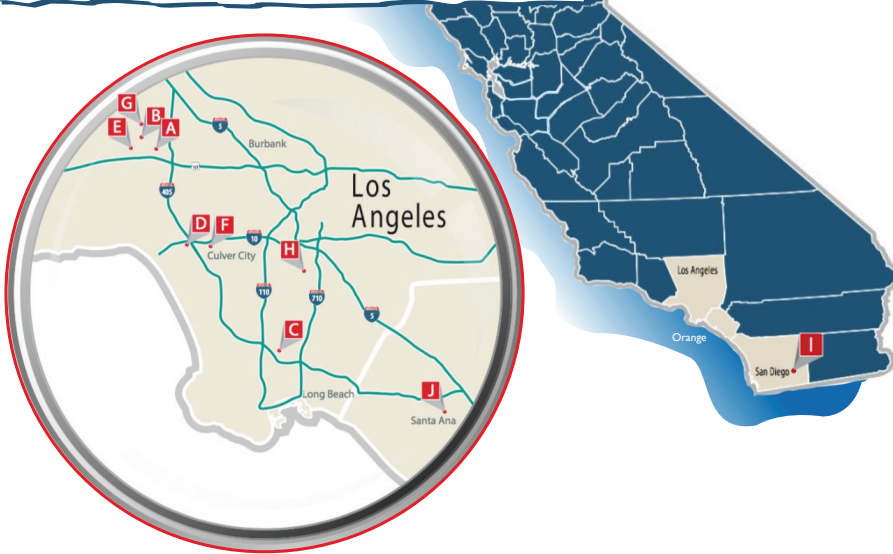 G
B
E
A
5
Burbank
405
Los
Angeles
D
F
10
Culver City
H
110
710
5
C
Long Beach
J
Santa Ana
Los Angeles
Orange
I
San Diego